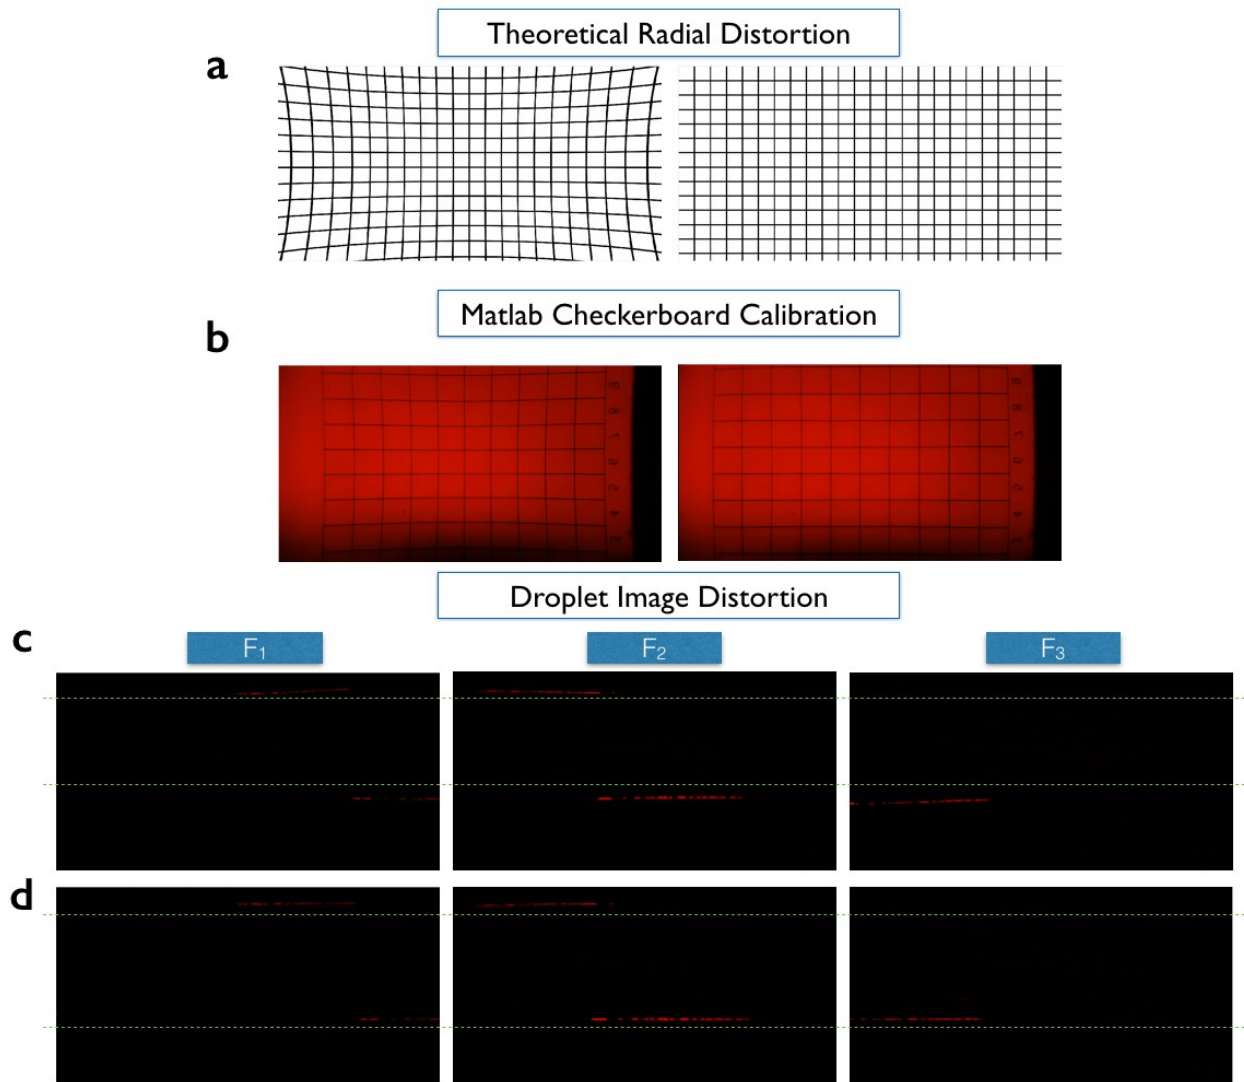 Theoretical Radial Distortion
a
Matlab Checkerboard Calibration
b
Droplet Image Distortion
c
F₁
F₂
F₃
d